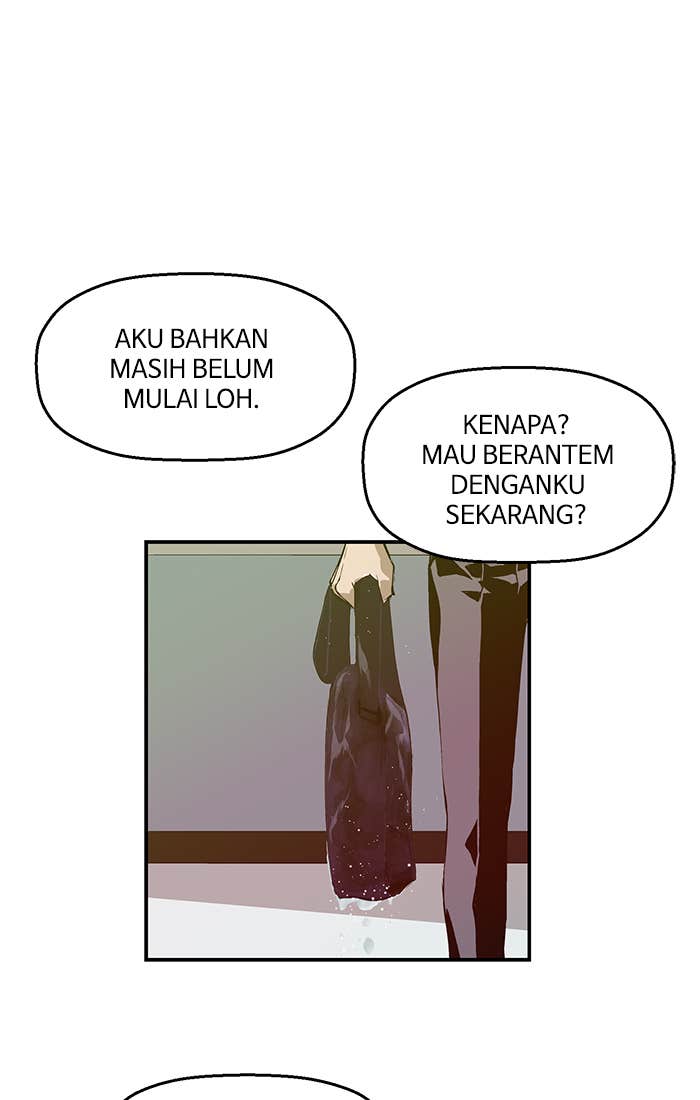 AKU BAHKAN
MASIH BELUM
MULAI LOH.
KENAPA?
MAU BERANTEM
DENGANKU
SEKARANG?